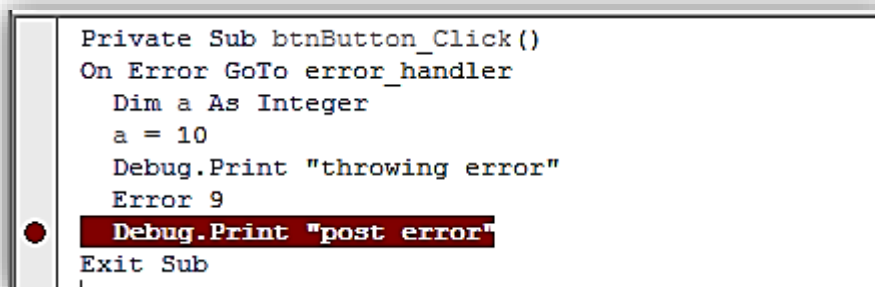 Private Sub btnButton_Click()
On Error GoTo error_handler
Dim a As Integer
a = 10
Debug.Print "throwing error"
Error 9
Debug.Print "post error"
Exit Sub